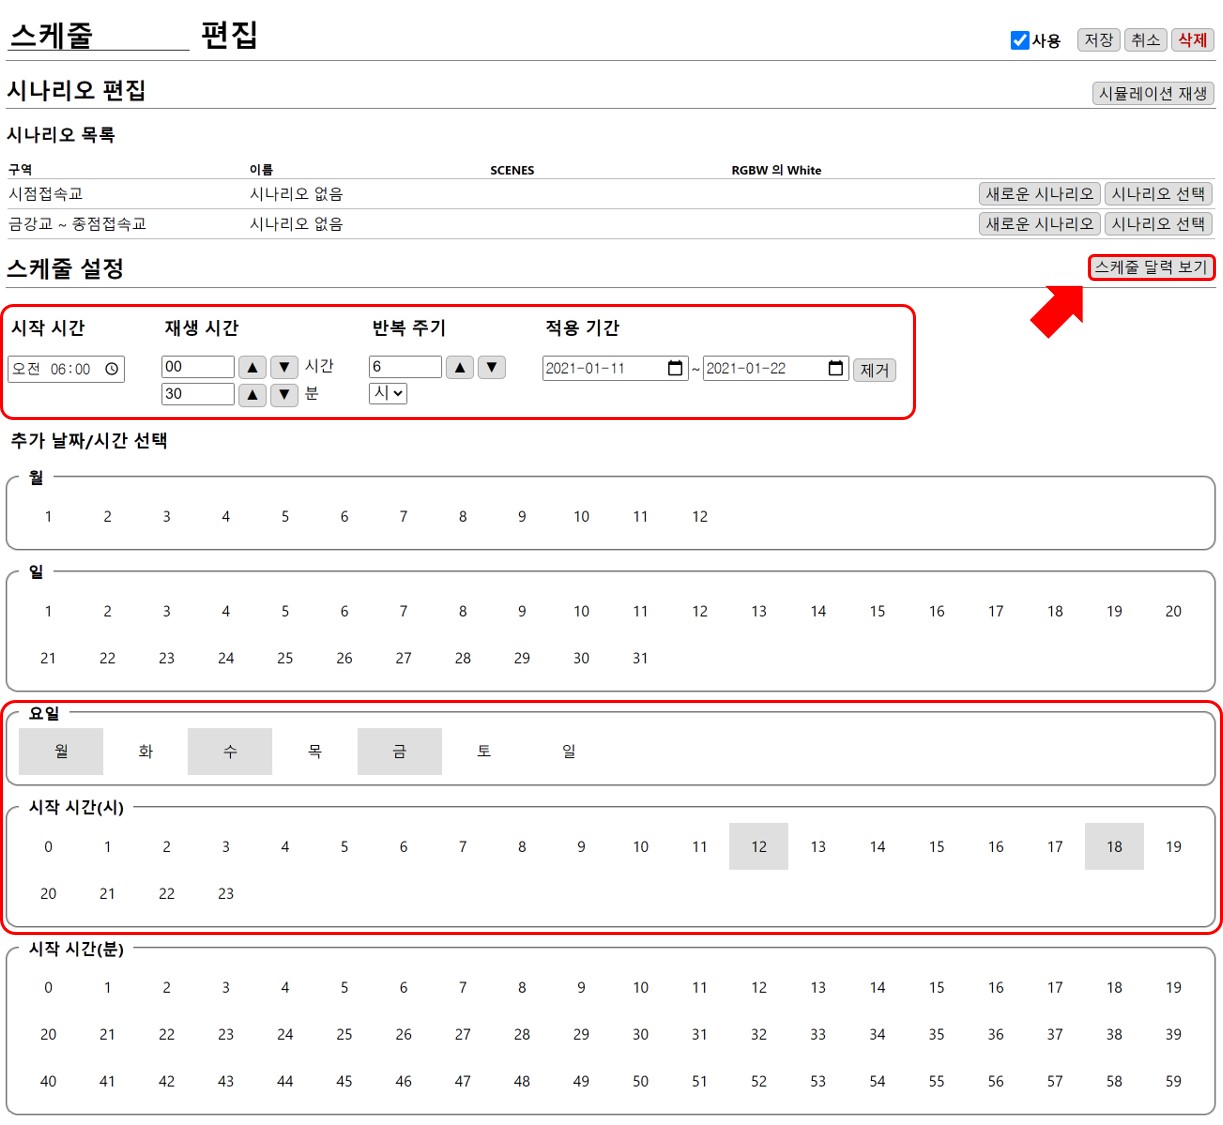 스케줄 편집
사용 저장 취소 삭제
시나리오 편집
시뮬레이션 재생
시나리오 목록
구역 이름 SCENES RGBW 의 White
시점접속교 시나리오 없음 새로운 시나리오 시나리오 선택
금강교 ~ 종점접속교 시나리오 없음 새로운 시나리오 시나리오 선택
스케줄 설정
스케줄 달력 보기
시작 시간 재생 시간 반복 주기 적용 기간
오전 06:00 00 ▲ ▼ 시간 6 ▲ ▼ 2021-01-11 ~ 2021-01-22 제거
30 ▲ ▼ 분 시
추가 날짜/시간 선택
월
1 2 3 4 5 6 7 8 9 10 11 12
일
1 2 3 4 5 6 7 8 9 10 11 12 13 14 15 16 17 18 19 20
21 22 23 24 25 26 27 28 29 30 31
요일
월 화 수 목 금 토 일
시작 시간(시)
0 1 2 3 4 5 6 7 8 9 10 11 12 13 14 15 16 17 18 19
20 21 22 23
시작 시간(분)
0 1 2 3 4 5 6 7 8 9 10 11 12 13 14 15 16 17 18 19
20 21 22 23 24 25 26 27 28 29 30 31 32 33 34 35 36 37 38 39
40 41 42 43 44 45 46 47 48 49 50 51 52 53 54 55 56 57 58 59